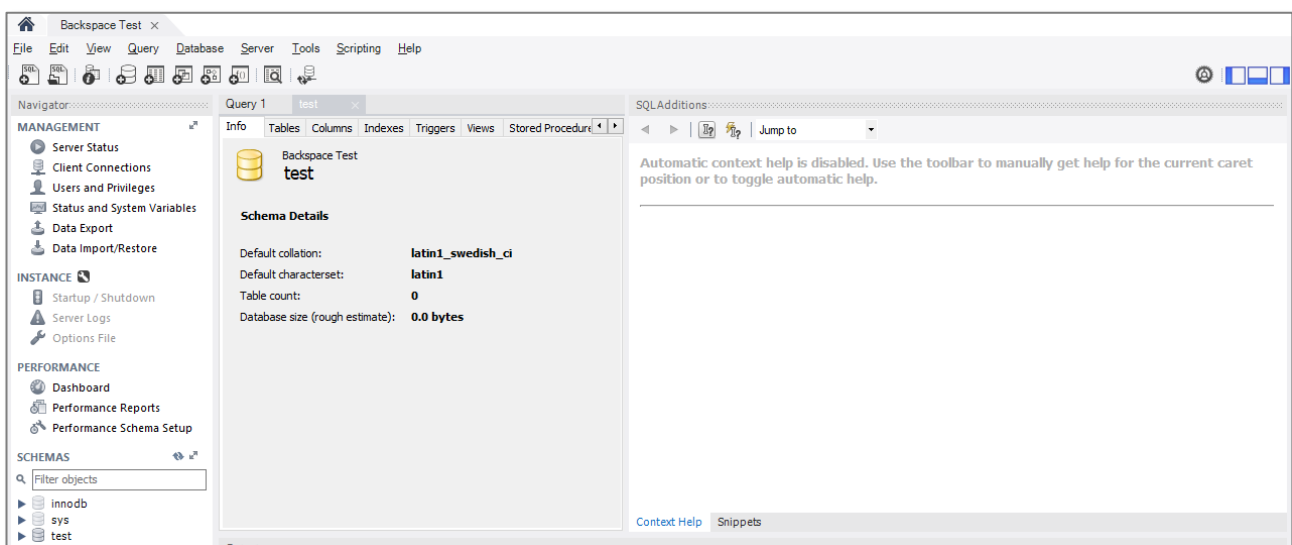 Backspace Test ×
File Edit View Query Database Server Tools Scripting Help
Navigator
MANAGEMENT
Server Status
Client Connections
Users and Privileges
Status and System Variables
Data Export
Data Import/Restore
INSTANCE
Startup / Shutdown
Server Logs
Options File
PERFORMANCE
Dashboard
Performance Reports
Performance Schema Setup
SCHEMAS
Filter objects
innodb
sys
test
Query 1 test ×
Info Tables Columns Indexes Triggers Views Stored Procedure
Backspace Test
test
Schema Details
Default collation: latin1_swedish_ci
Default characterset: latin1
Table count: 0
Database size (rough estimate): 0.0 bytes
SQLAdditions
Jump to
Automatic context help is disabled. Use the toolbar to manually get help for the current caret
position or to toggle automatic help.
Context Help Snippets